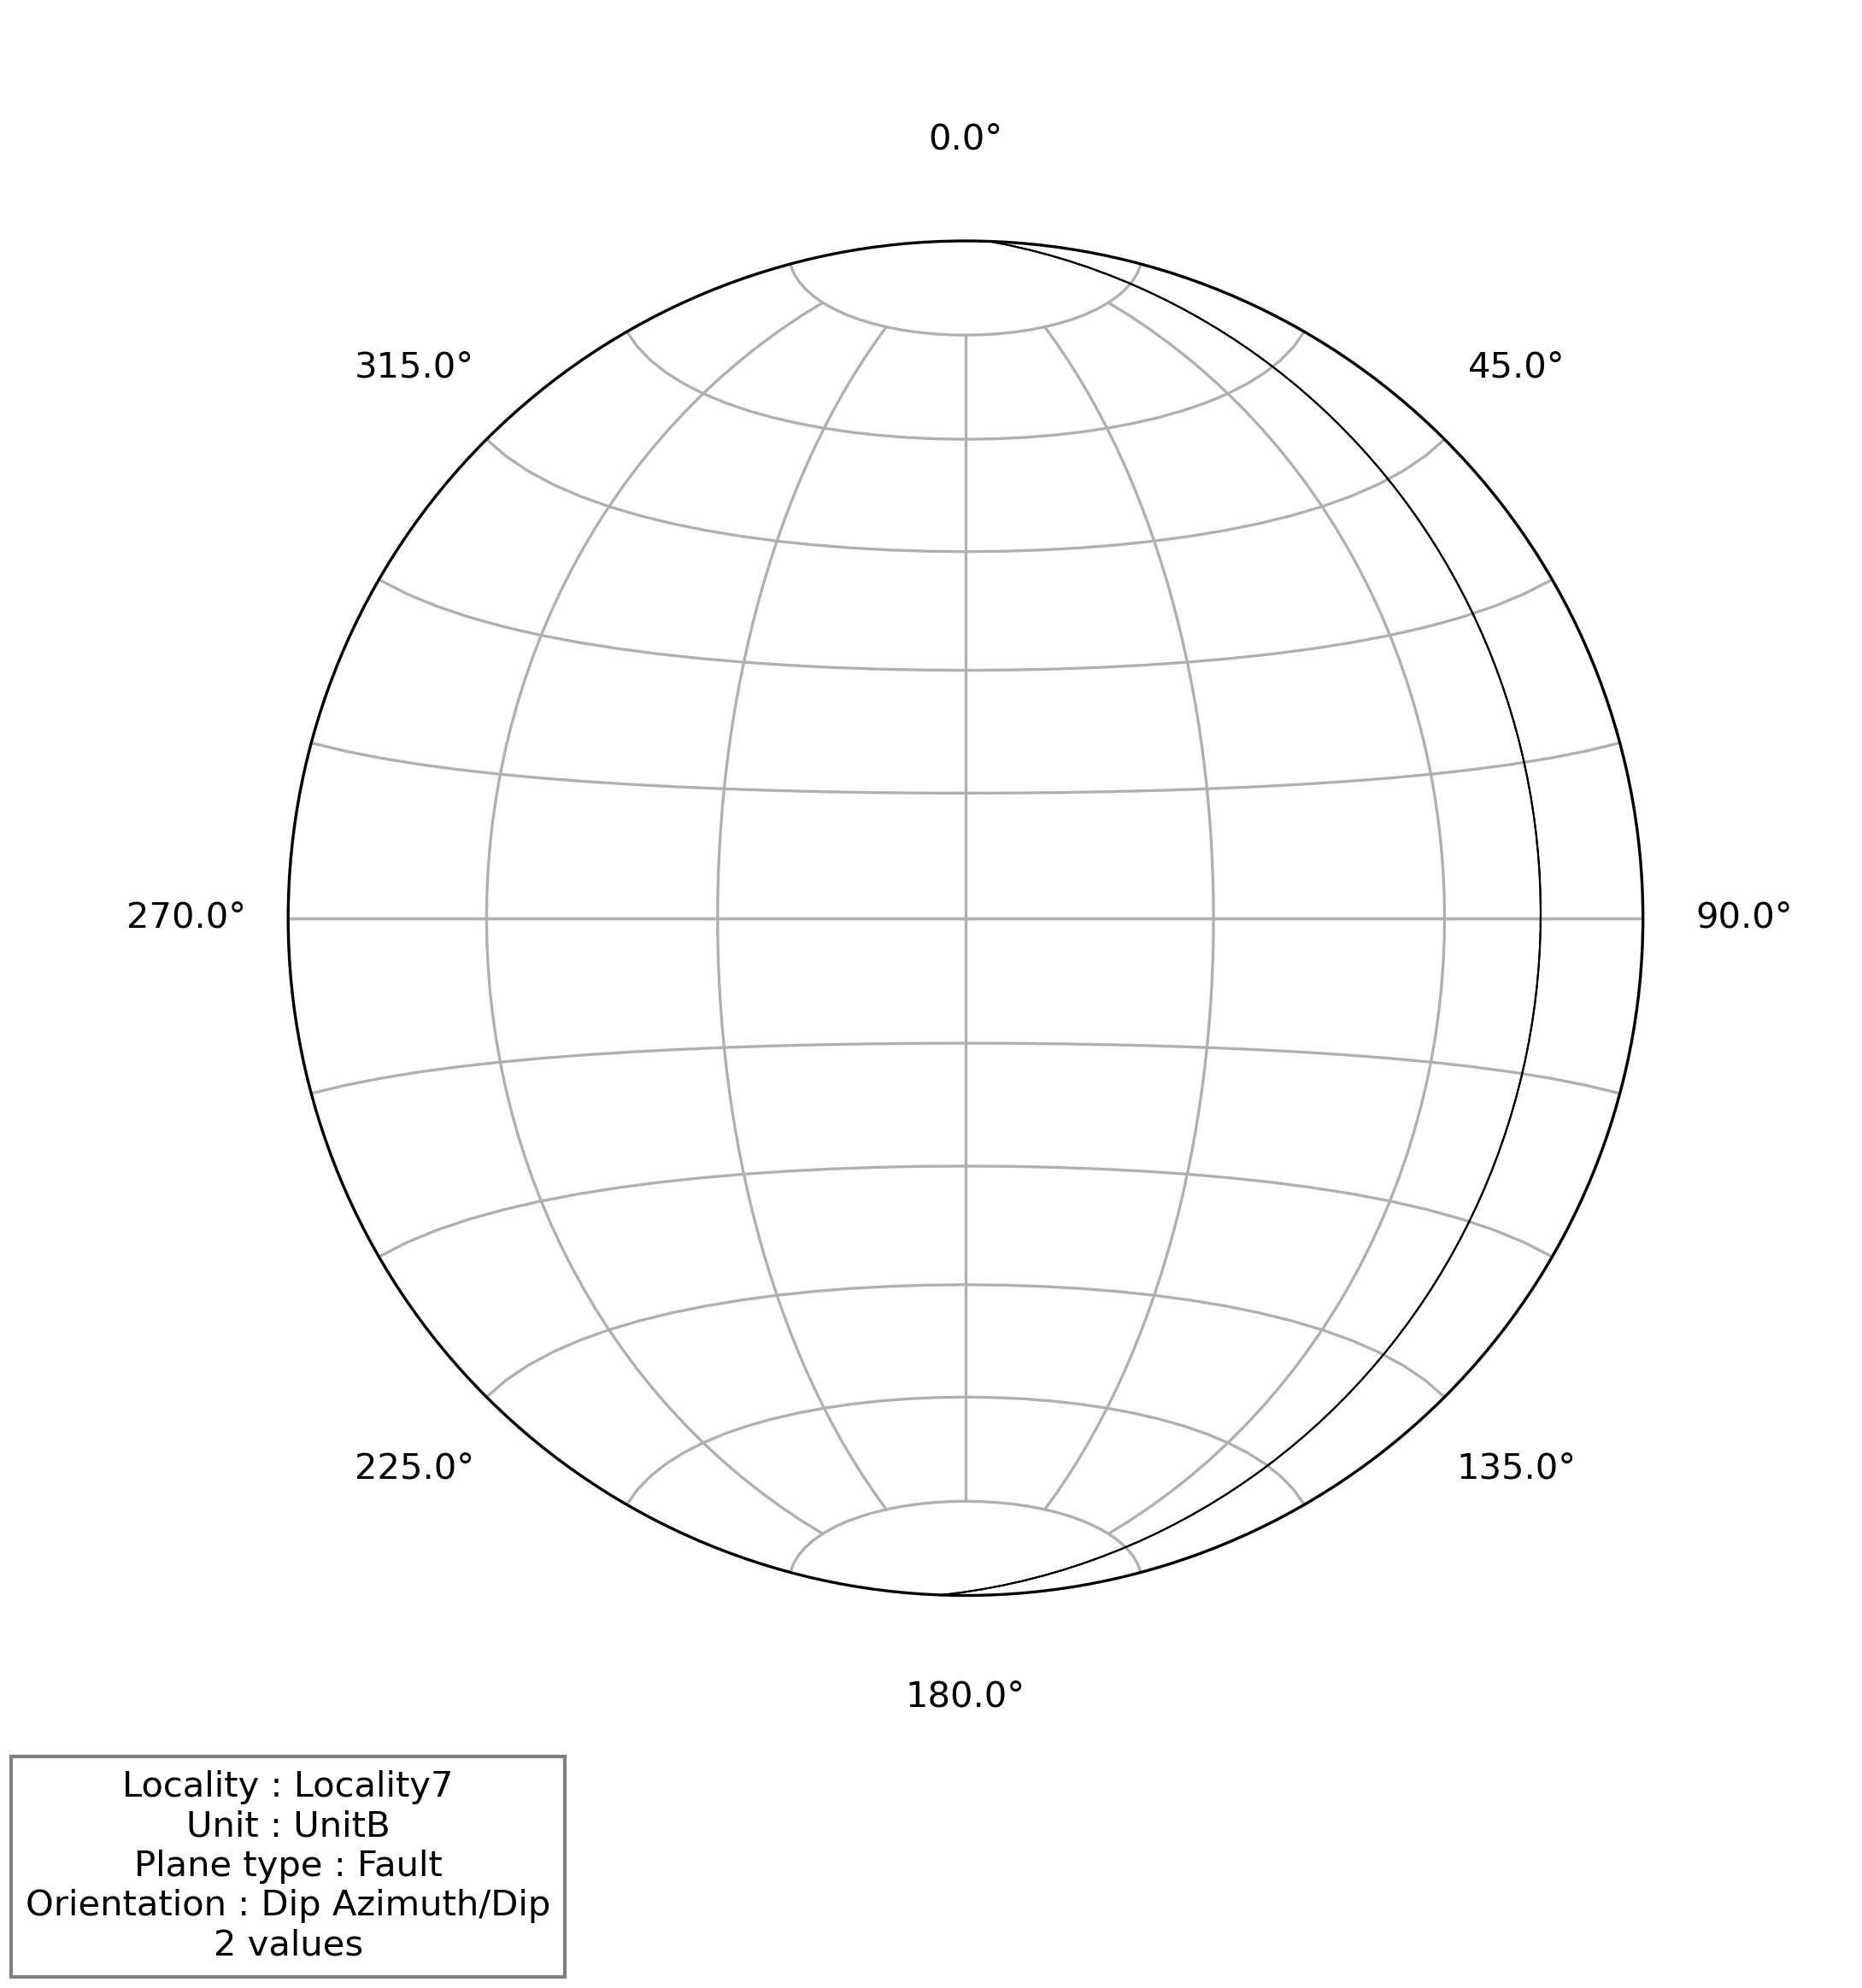 0.0°
315.0°
45.0°
270.0°
90.0°
225.0°
135.0°
180.0°
Locality : Locality7
Unit : UnitB
Plane type : Fault
Orientation : Dip Azimuth/Dip
2 values